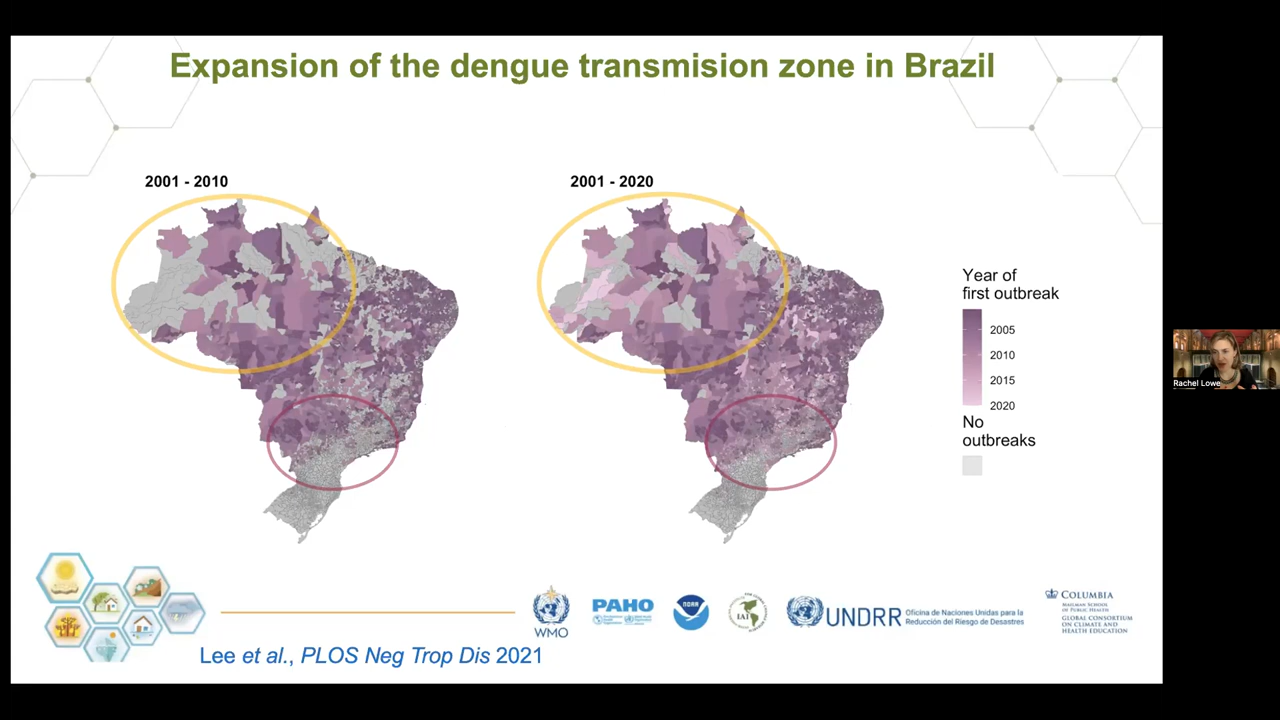 Expansion of the dengue transmision zone in Brazil
2001 - 2010
2001 - 2020
Year of
first outbreak
2005
2010
2015
2020
No
outbreaks
Rachel Lowe
WMO
PAHO
NOAA
IAI
UNDRR
Oficina de Naciones Unidas para la
Reducción del Riesgo de Desastres
COLUMBIA
MAILMAN SCHOOL
OF PUBLIC HEALTH
GLOBAL CONSORTIUM
ON CLIMATE AND
HEALTH EDUCATION
Lee et al., PLOS Neg Trop Dis 2021